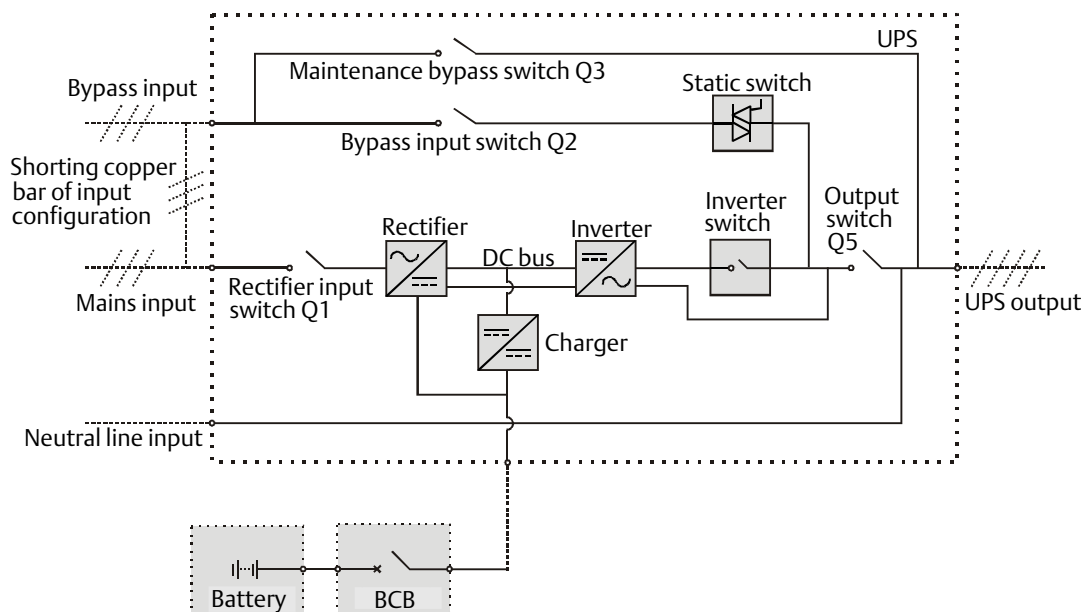 UPS
Maintenance bypass switch Q3
Bypass input
Static switch
Bypass input switch Q2
Shorting copper
bar of input
configuration
Inverter
switch
Output
switch
Q5
Rectifier
DC bus
Inverter
Mains input
Rectifier input
switch Q1
UPS output
Charger
Neutral line input
Battery
BCB